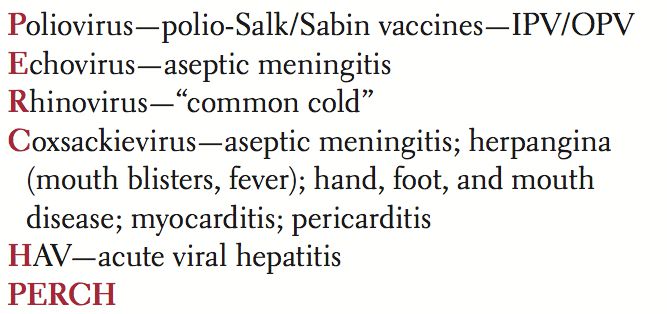 Poliovirus—polio-Salk/Sabin vaccines—IPV/OPV
Echovirus—aseptic meningitis
Rhinovirus—“common cold”
Coxsackievirus—aseptic meningitis; herpangina
(mouth blisters, fever); hand, foot, and mouth
disease; myocarditis; pericarditis
HAV—acute viral hepatitis
PERCH